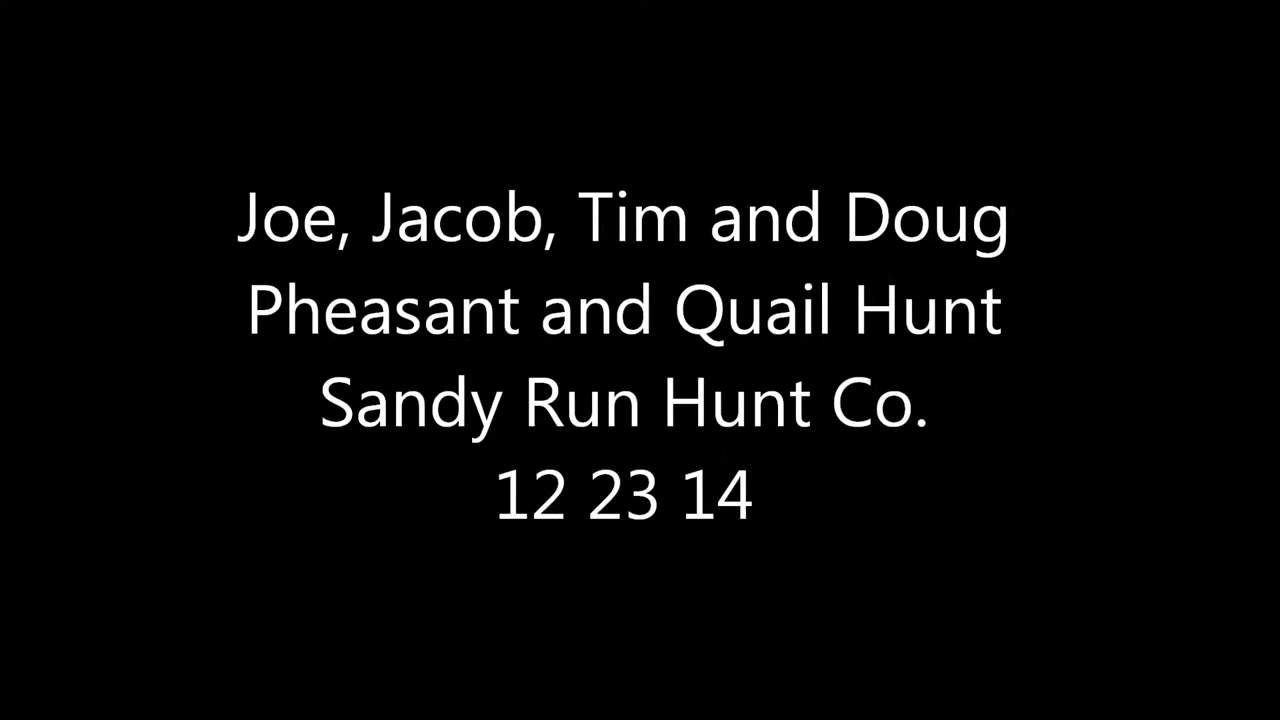 Joe, Jacob, Tim and Doug
Pheasant and Quail Hunt
Sandy Run Hunt Co.
12 23 14